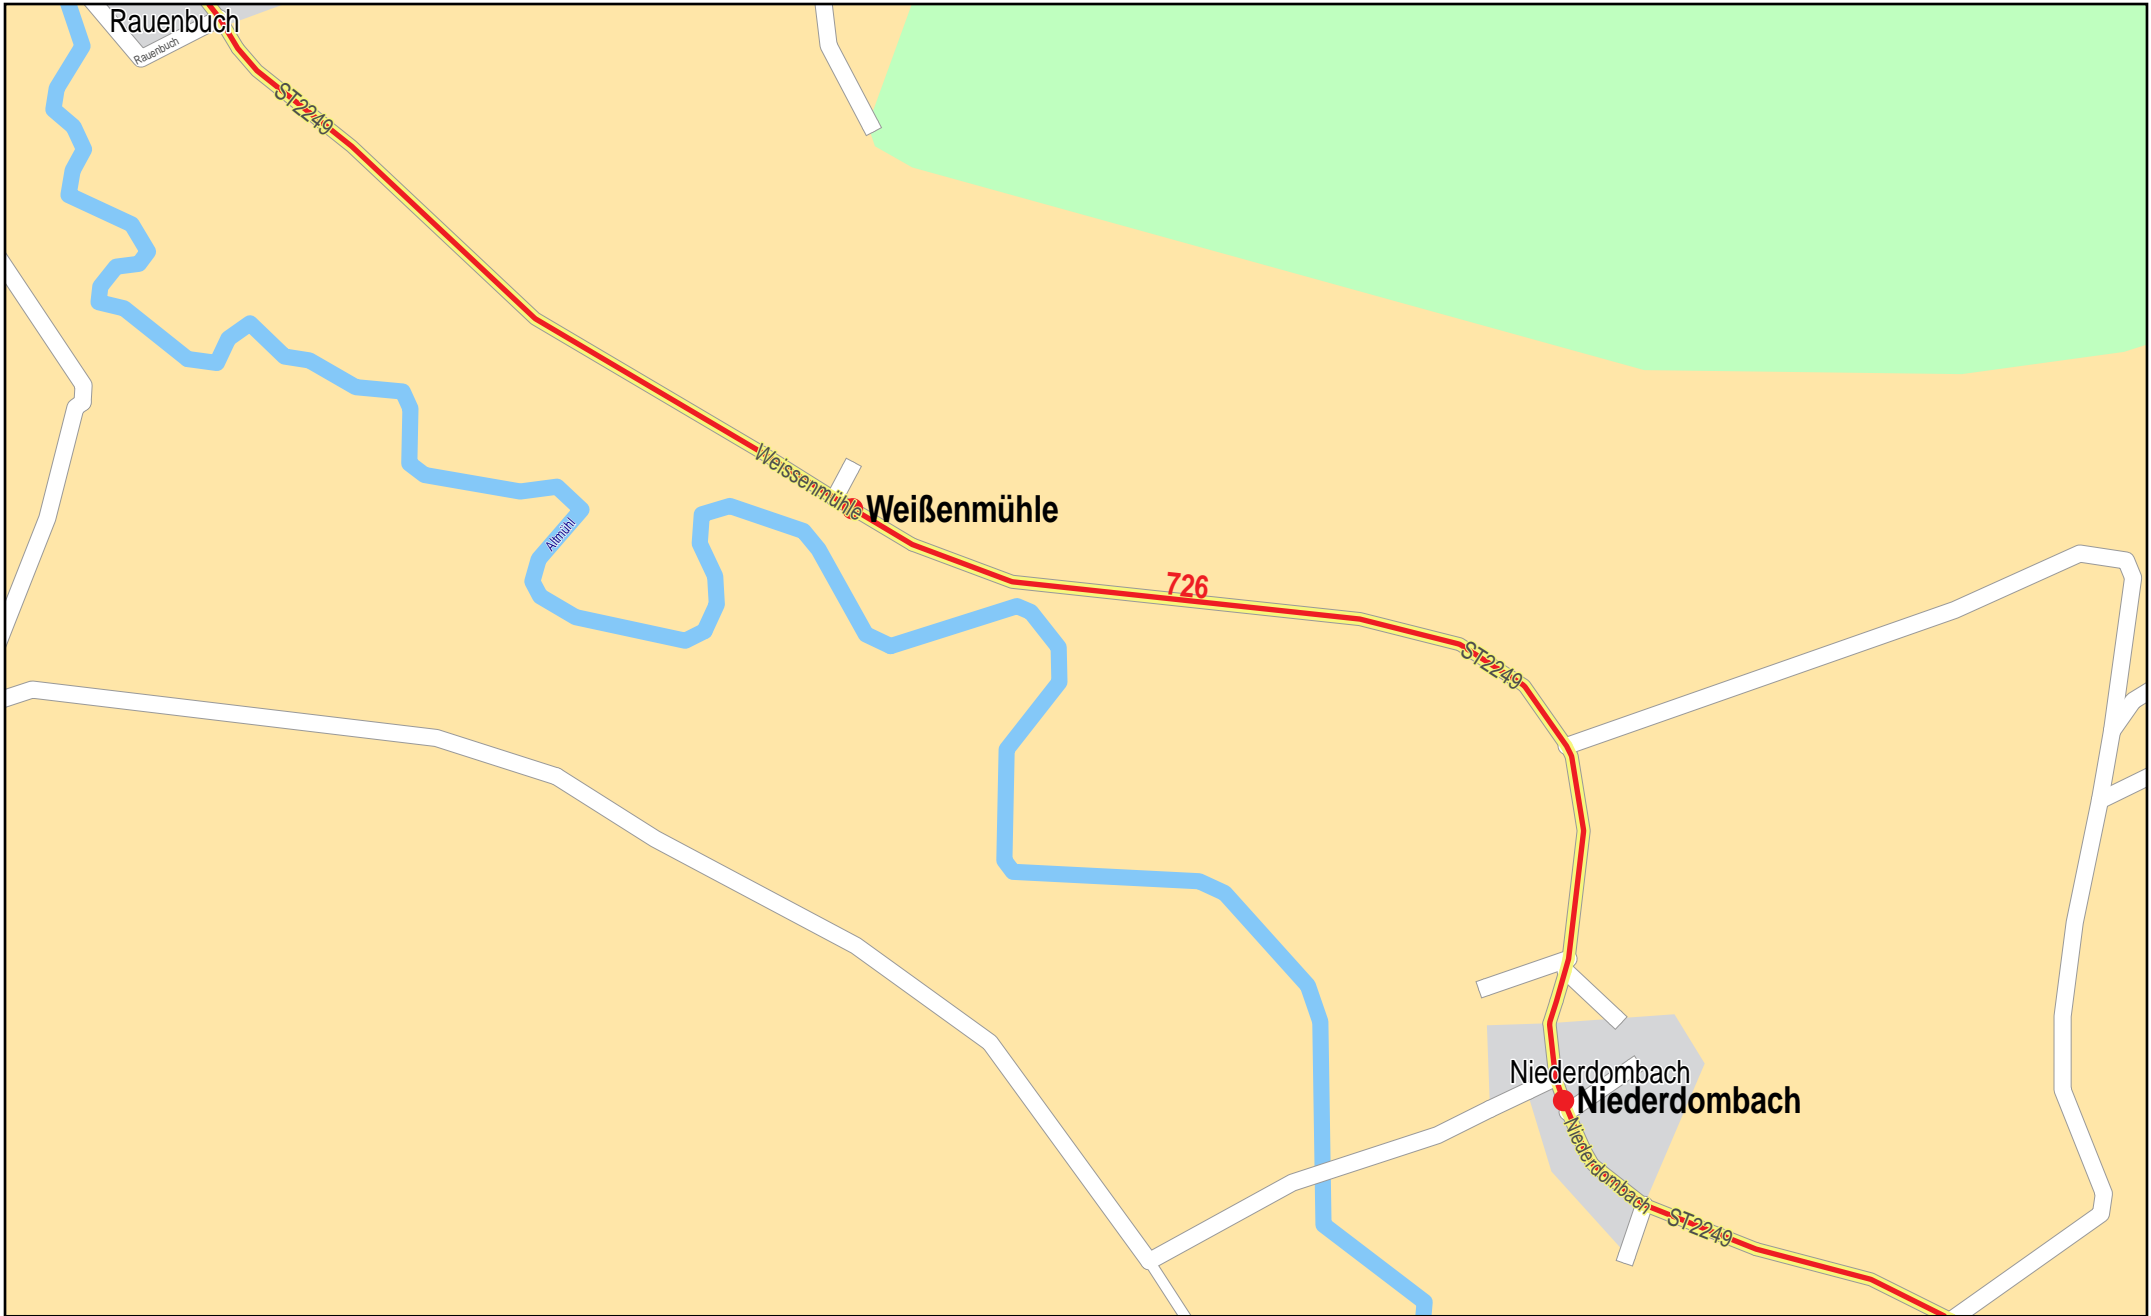 Rauenbuch
Rauenbuch
ST2249
Weissenmühle
Weißenmühle
Altmühl
726
ST2249
Niederdombach
Niederdombach
Niederdombach
ST2249